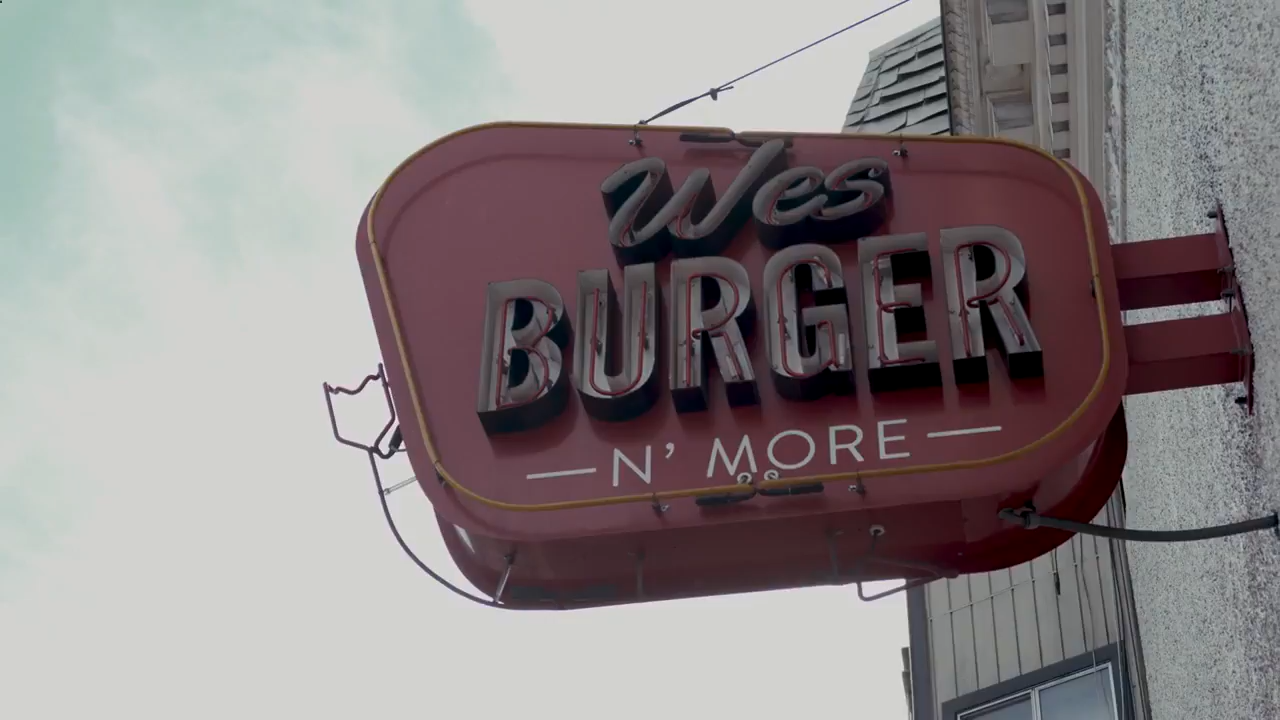 Wes
BURGER
— N' MORE —